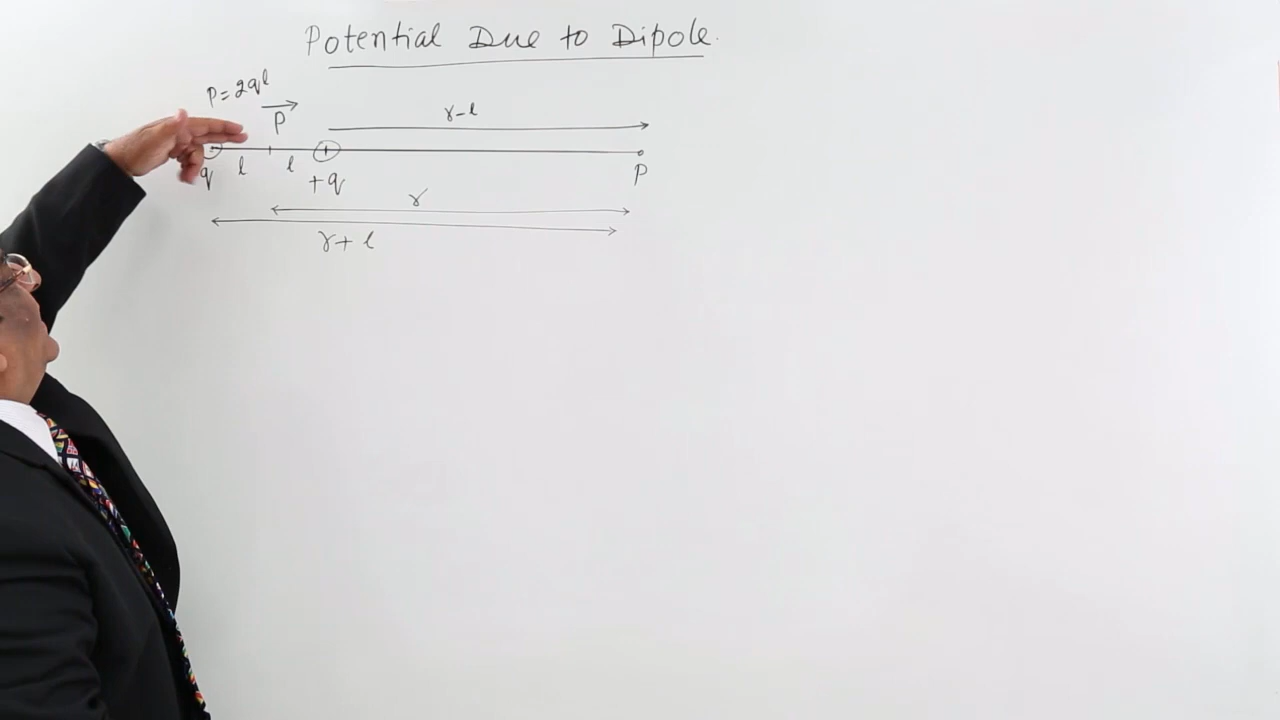 Potential Due to Dipole.
P = 2ql
P
r-l
- +
q l l +q P
r
r + l